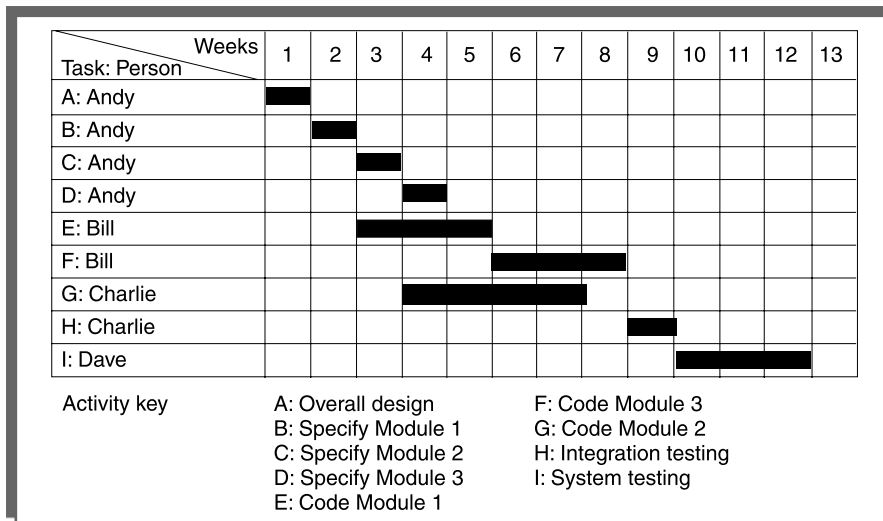 Weeks 1 2 3 4 5 6 7 8 9 10 11 12 13
Task: Person
A: Andy
B: Andy
C: Andy
D: Andy
E: Bill
F: Bill
G: Charlie
H: Charlie
I: Dave
Activity key
A: Overall design
B: Specify Module 1
C: Specify Module 2
D: Specify Module 3
E: Code Module 1
F: Code Module 3
G: Code Module 2
H: Integration testing
I: System testing